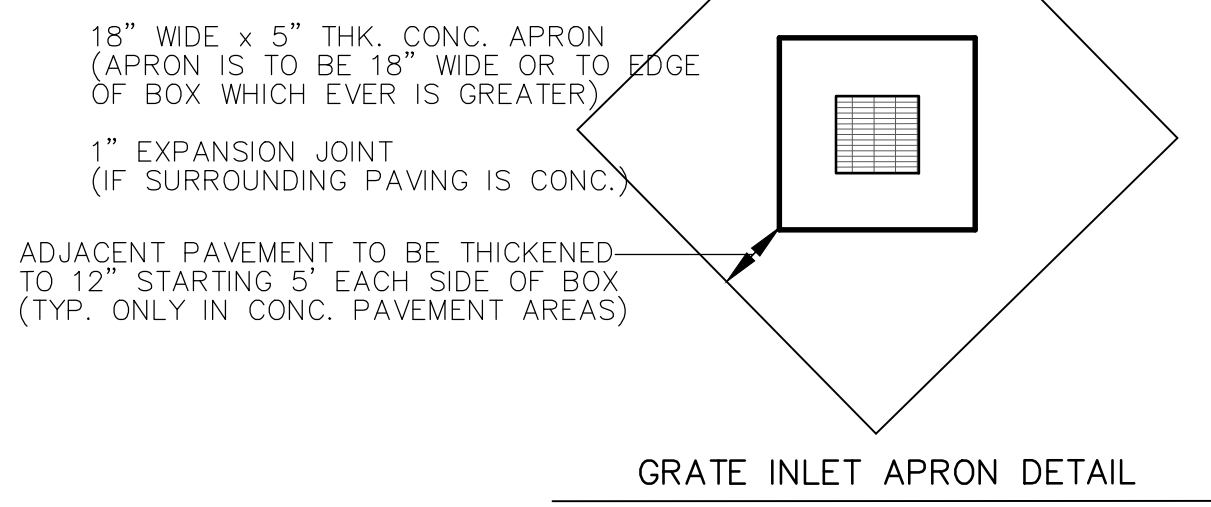 18” WIDE x 5” THK. CONC. APRON
(APRON IS TO BE 18” WIDE OR TO EDGE
OF BOX WHICH EVER IS GREATER)
1” EXPANSION JOINT
(IF SURROUNDING PAVING IS CONC.)
ADJACENT PAVEMENT TO BE THICKENED
TO 12” STARTING 5’ EACH SIDE OF BOX
(TYP. ONLY IN CONC. PAVEMENT AREAS)
GRATE INLET APRON DETAIL